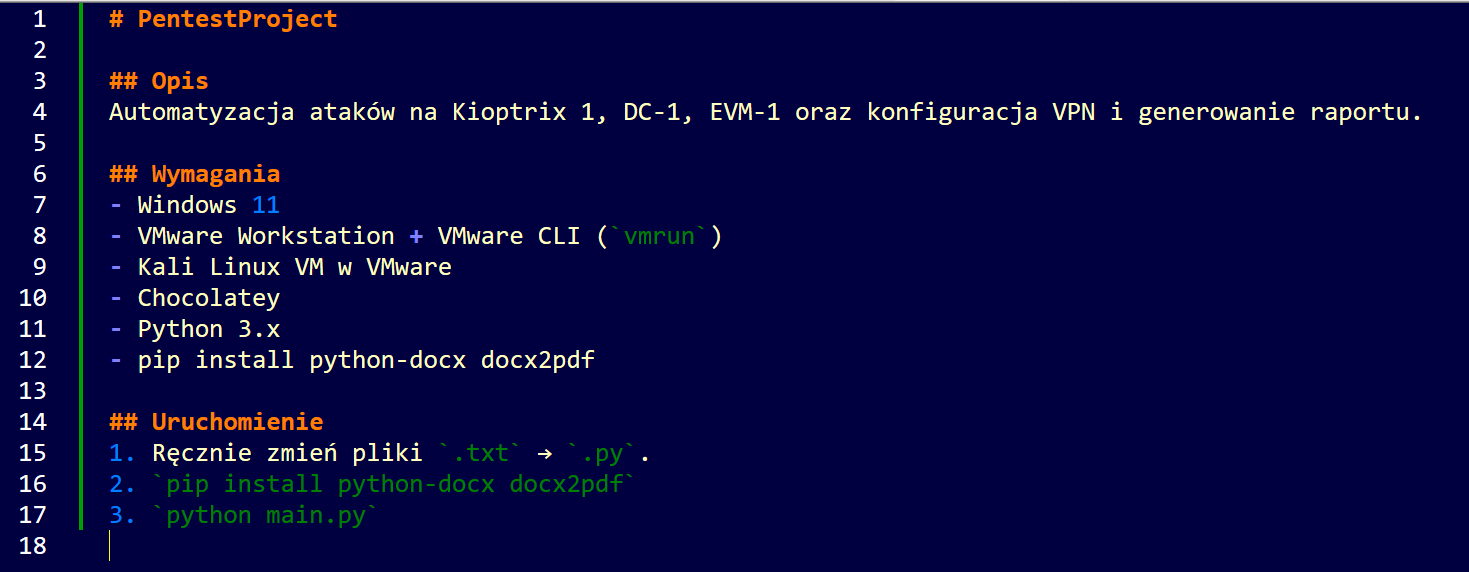 1 # PentestProject
2
3 ## Opis
4 Automatyzacja ataków na Kioptrix 1, DC-1, EVM-1 oraz konfiguracja VPN i generowanie raportu.
5
6 ## Wymagania
7 - Windows 11
8 - VMware Workstation + VMware CLI (`vmrun`)
9 - Kali Linux VM w VMware
10 - Chocolatey
11 - Python 3.x
12 - pip install python-docx docx2pdf
13
14 ## Uruchomienie
15 1. Ręcznie zmień pliki `.txt` → `.py`.
16 2. `pip install python-docx docx2pdf`
17 3. `python main.py`
18